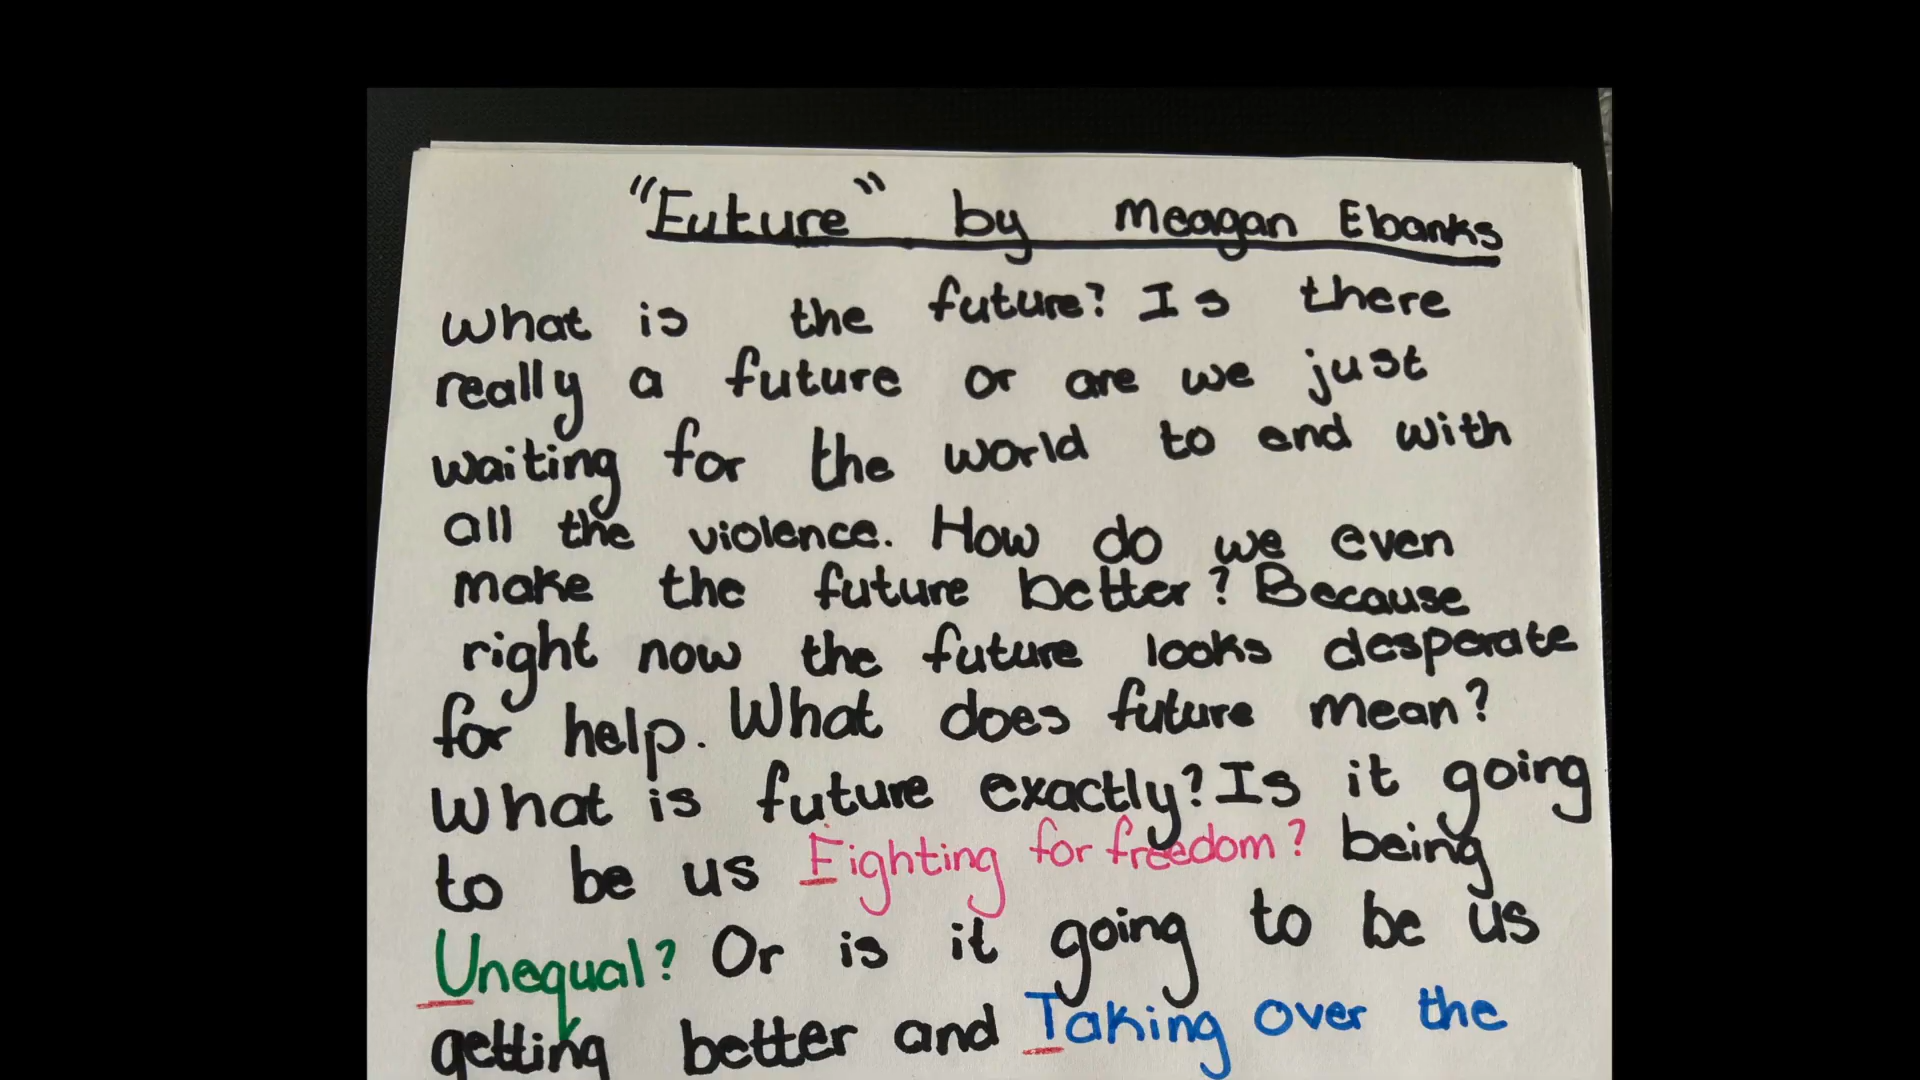 "Future" by Meagan Ebanks
What is the future? Is there
really a future or are we just
waiting for the world to end with
all the violence. How do we even
make the future better? Because
right now the future looks desperate
for help. What does future mean?
What is future exactly? Is it going
to be us Fighting for freedom? being
Unequal? Or is it going to be us
getting better and Taking over the